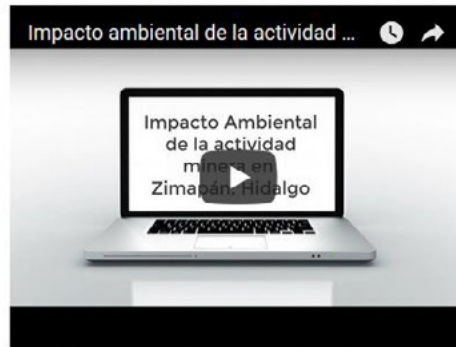 Impacto ambiental de la actividad ...
Impacto Ambiental
de la actividad
minera en
Zimapán, Hidalgo